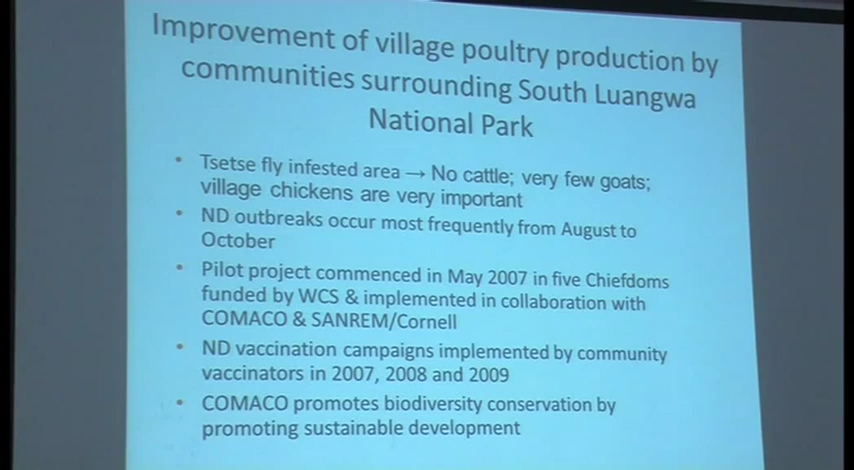 Improvement of village poultry production by
communities surrounding South Luangwa
National Park
• Tsetse fly infested area → No cattle; very few goats;
village chickens are very important
• ND outbreaks occur most frequently from August to
October
• Pilot project commenced in May 2007 in five Chiefdoms
funded by WCS & implemented in collaboration with
COMACO & SANREM/Cornell
• ND vaccination campaigns implemented by community
vaccinators in 2007, 2008 and 2009
• COMACO promotes biodiversity conservation by
promoting sustainable development